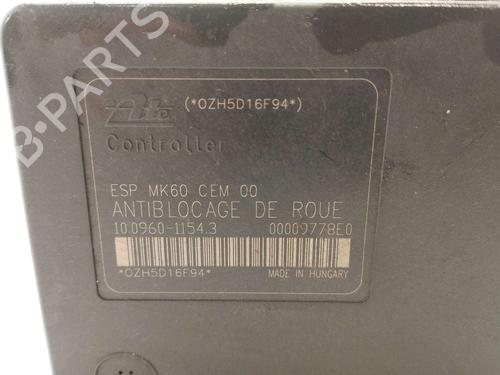 B-PARTS
Ate (*OZH5D16F94*)
Controller
ESP MK60 CEM 00
ANTIBLOCAGE DE ROUE
10.0960-1154.3 00009778E0
*OZH5D16F94* MADE IN HUNGARY